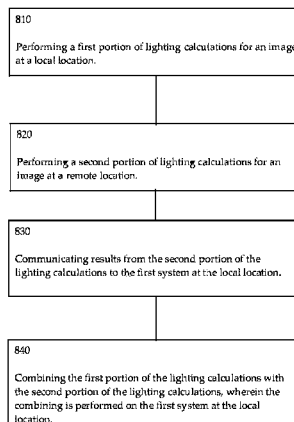 810
Performing a first portion of lighting calculations for an image
at a local location.
820
Performing a second portion of lighting calculations for an
image at a remote location.
830
Communicating results from the second portion of the
lighting calculations to the first system at the local location.
840
Combining the first portion of the lighting calculations with
the second portion of the lighting calculations, wherein the
combining is performed on the first system at the local
location.